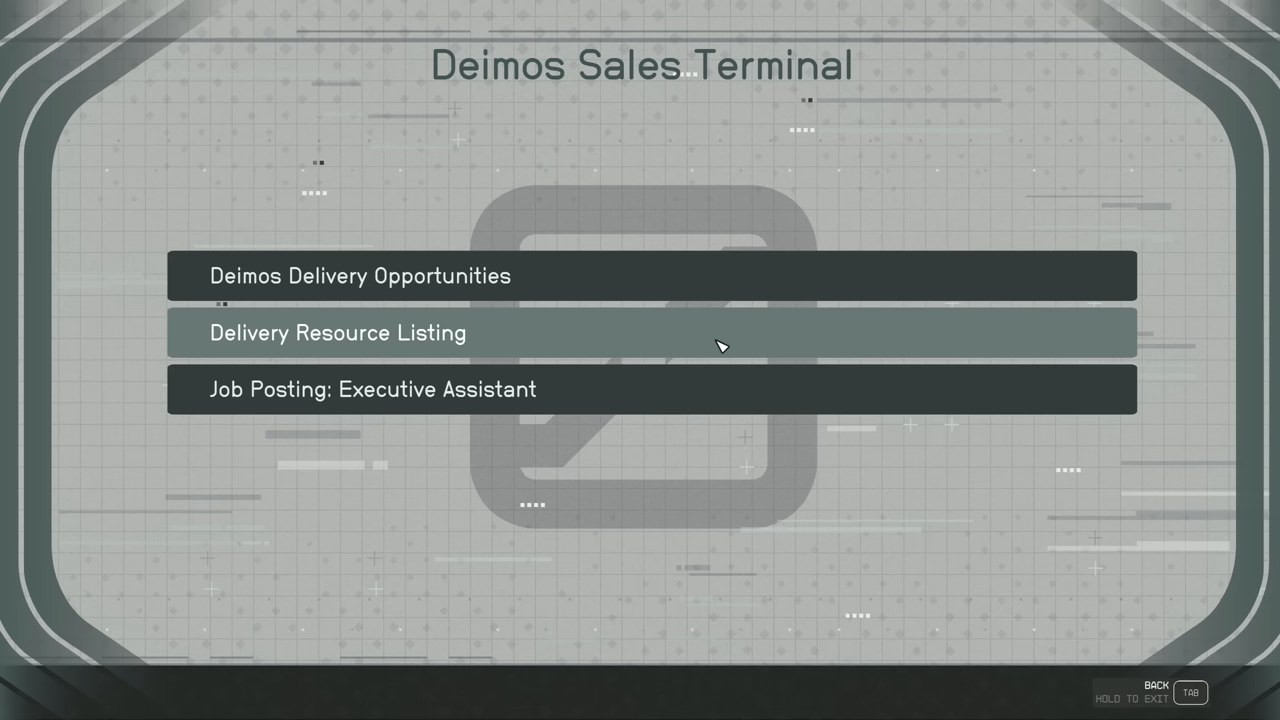 Deimos Sales Terminal
Deimos Delivery Opportunities
Delivery Resource Listing
Job Posting: Executive Assistant
BACK
HOLD TO EXIT
TAB